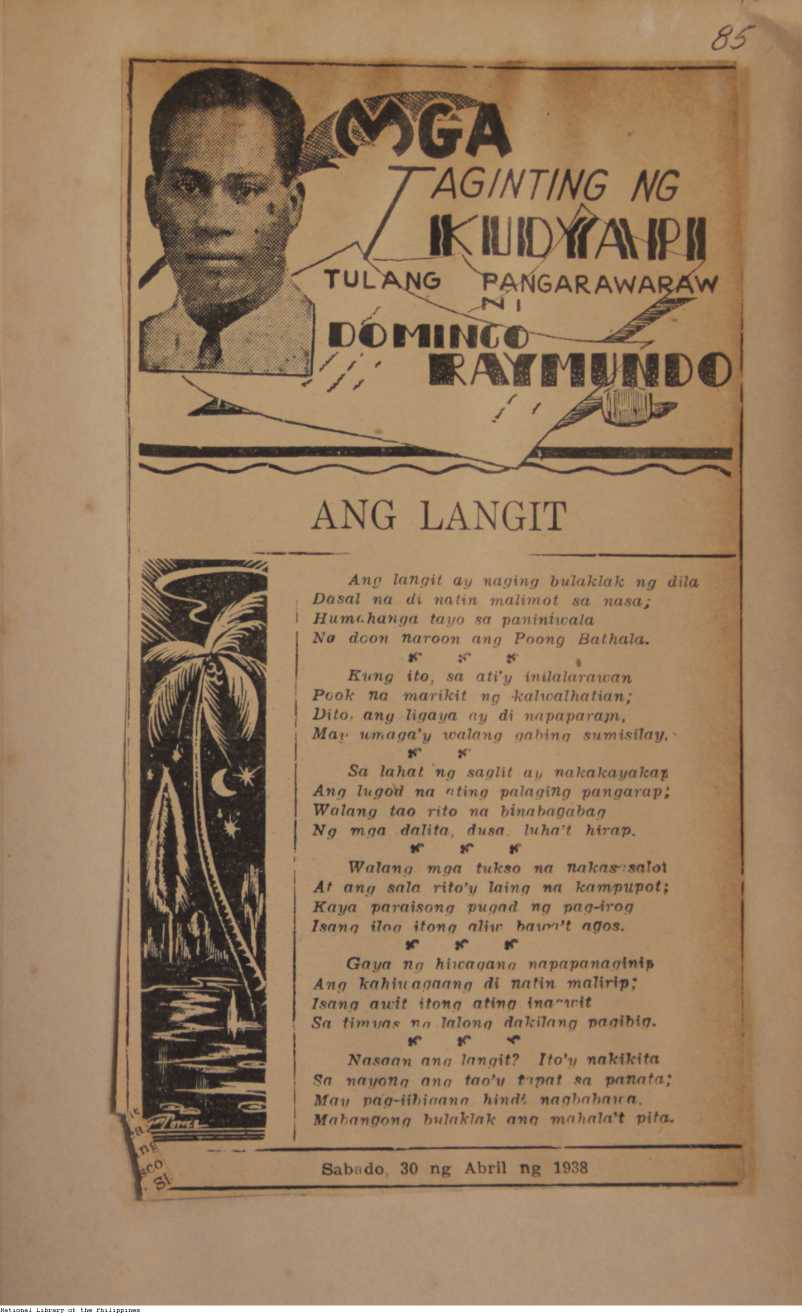 85
MGA
TAGINTING NG
KUDYAPI
TULANG PANGARAWARAW
NI
DOMINGO
RAYMUNDO
ANG LANGIT
Ang langit ay naging bulaklak ng dila
Dasal na di natin malimot sa nasa;
Humahanga tayo sa paniniwala
Na doon naroon ang Poong Bathala.
Kung ito, sa ati'y inilalarawan
Pook na marikit ng kalwalhatian;
Dito, ang ligaya ay di napaparam,
May umaga'y walang gabing sumisilay.
Sa lahat ng saglit ay nakakayakap
Ang lugod na ating palaging pangarap;
Walang tao rito na binabagabag
Ng mga dalita, dusa, luha't hirap.
Walang mga tukso na
At ang sala rito'y laing na kampupot;
Kaya paraisong pugad ng pag-irog
Isang ilog itong aliw bawa't agos.
Gaya ng hiwagang napapanaginip
Ang kahiwagaang di natin malirip;
Isang awit itong ating inaawit
Sa timyas na lalong dakilang pagibig.
Nasaan ang langit? Ito'y nakikita
Sa nayong ang tao'y tapat sa panata;
May pag-iibigang hindi nagbabawa,
Mabangong bulaklak ang mahala't pita.
ng
sco
Si
Sabado, 30 ng Abril ng 1938
National Library of the Philippines